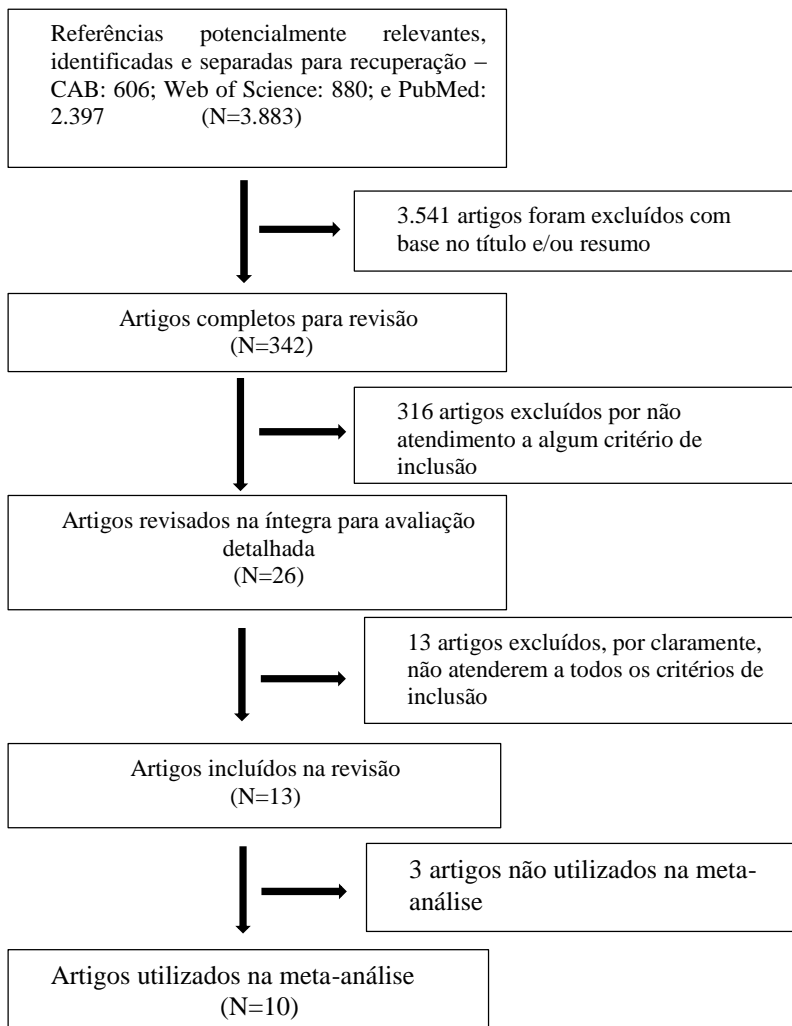 Referências potencialmente relevantes,
identificadas e separadas para recuperação –
CAB: 606; Web of Science: 880; e PubMed:
2.397 (N=3.883)
3.541 artigos foram excluídos com
base no título e/ou resumo
Artigos completos para revisão
(N=342)
316 artigos excluídos por não
atendimento a algum critério de
inclusão
Artigos revisados na íntegra para avaliação
detalhada
(N=26)
13 artigos excluídos, por claramente,
não atenderem a todos os critérios de
inclusão
Artigos incluídos na revisão
(N=13)
3 artigos não utilizados na meta-
análise
Artigos utilizados na meta-análise
(N=10)